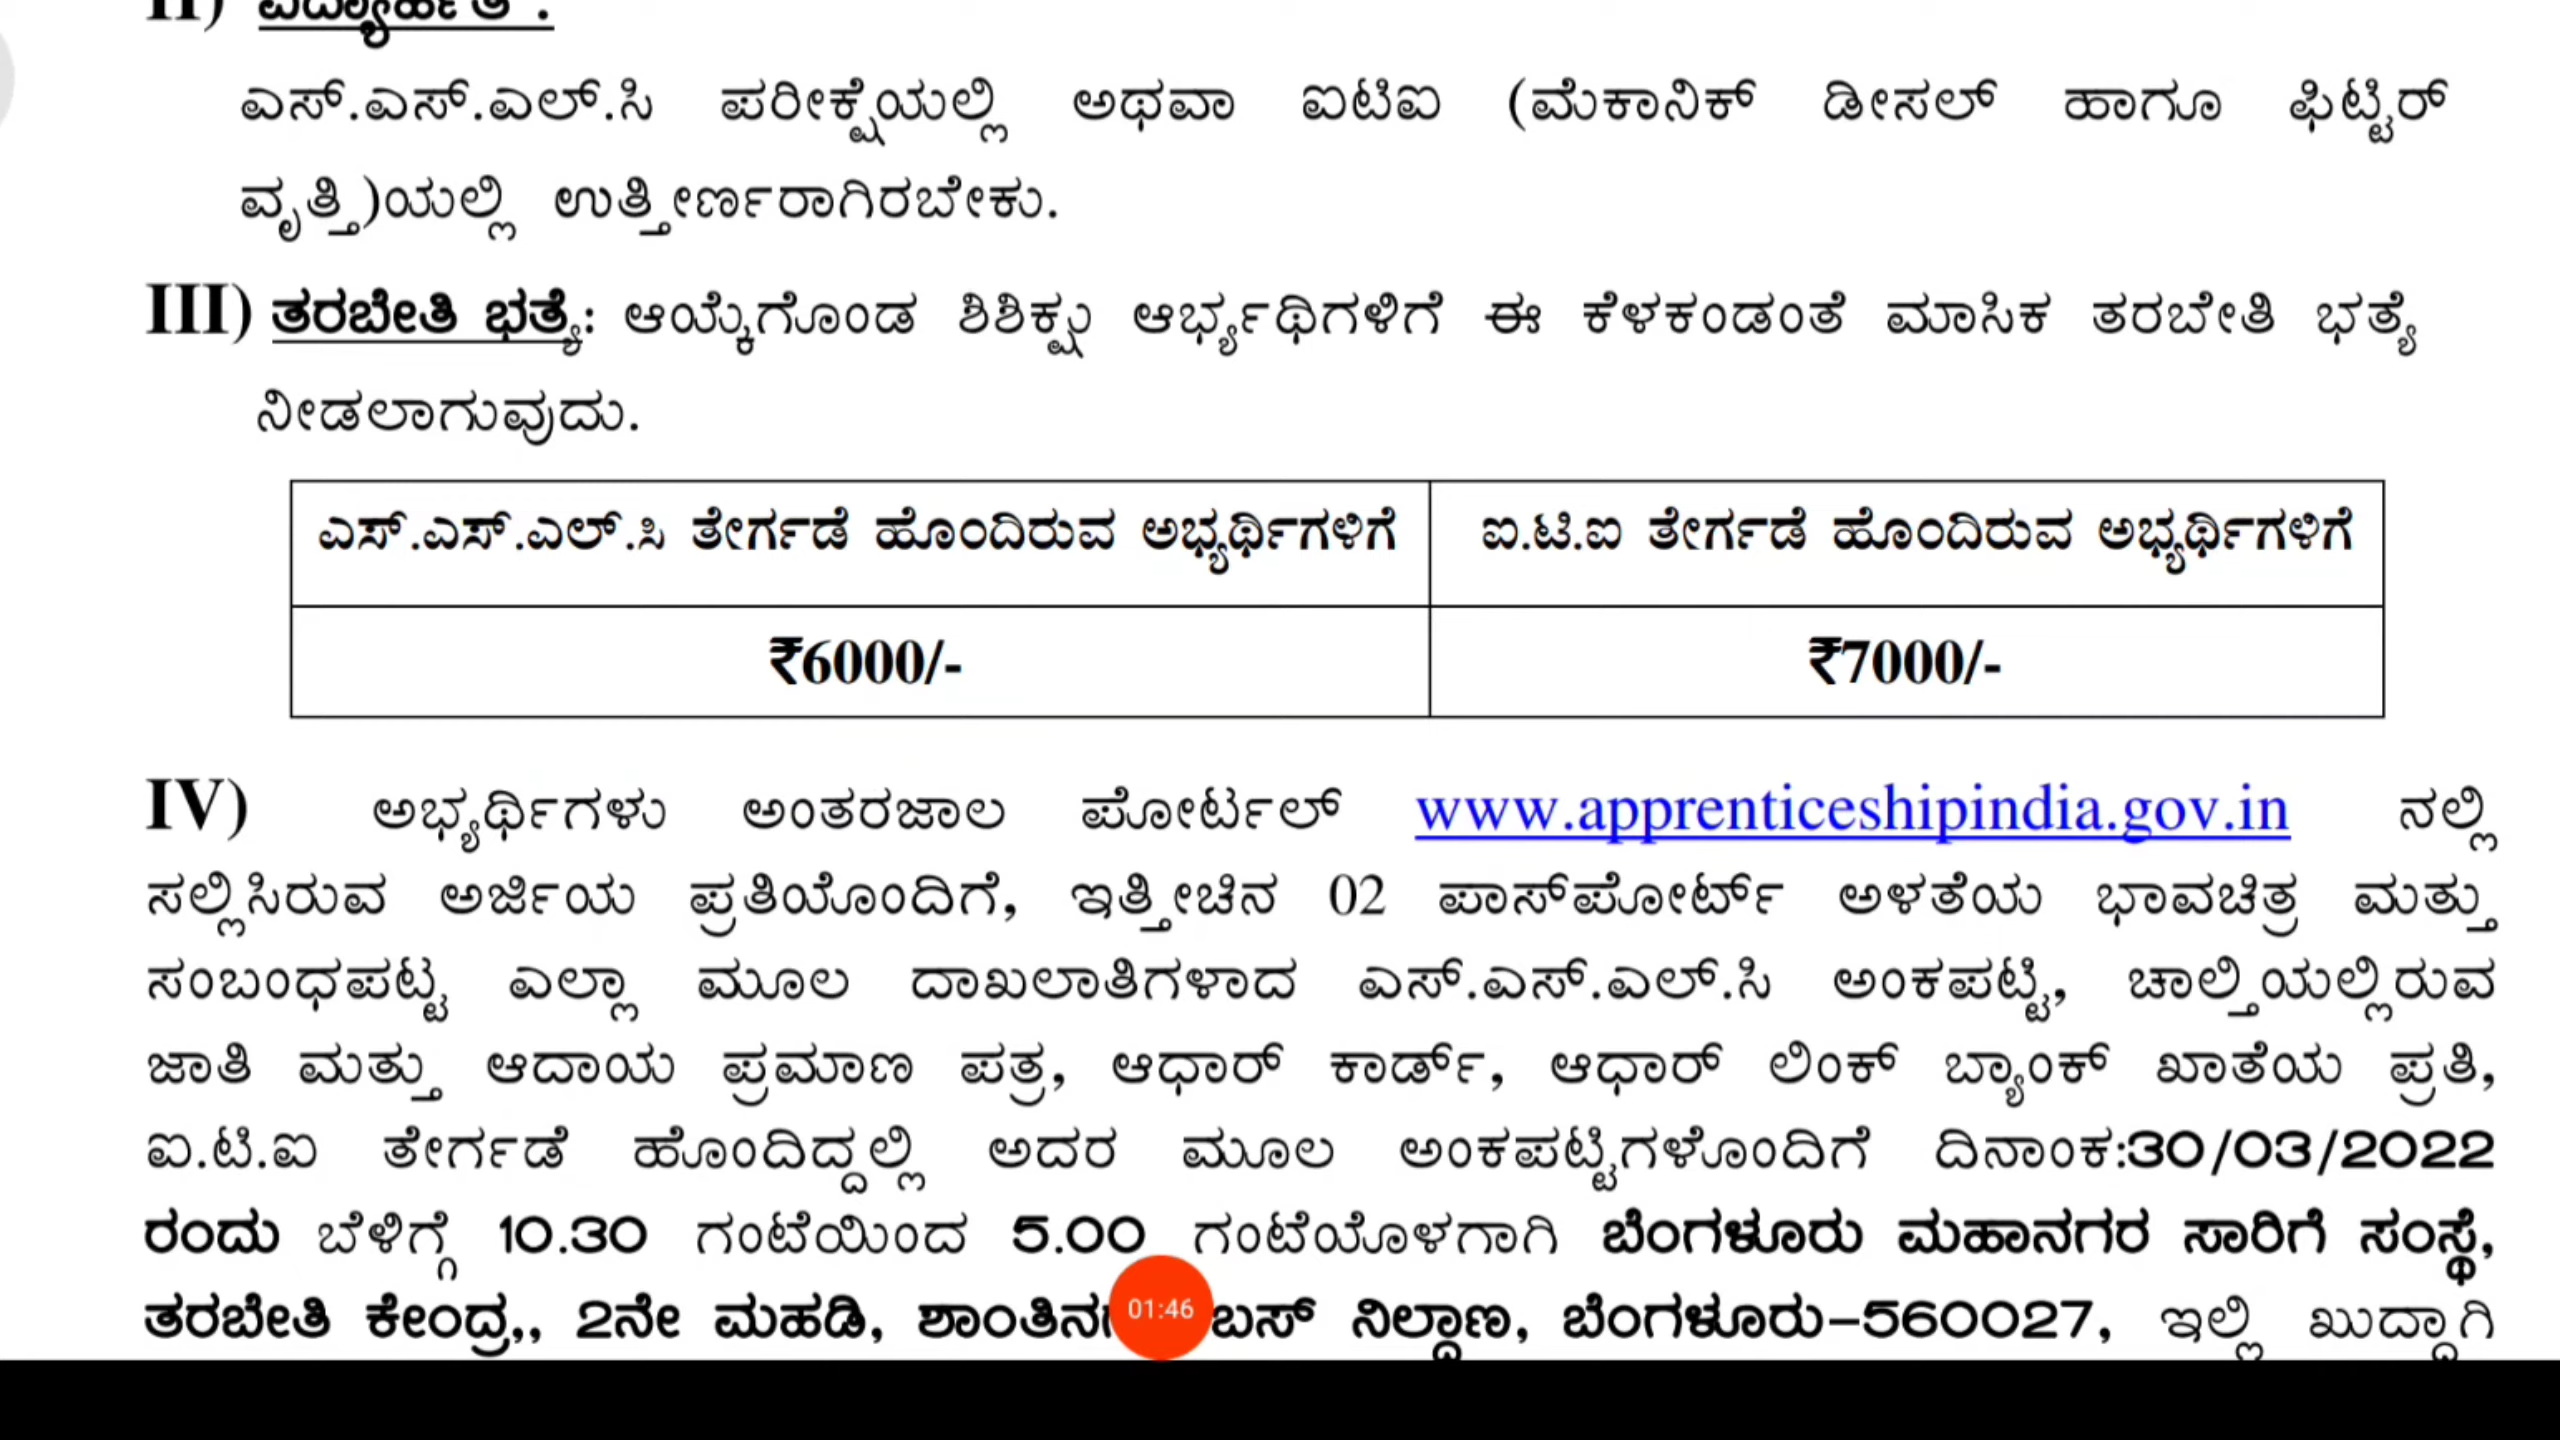 II) ವಿದ್ಯಾರ್ಹತೆ :
ಎಸ್.ಎಸ್.ಎಲ್.ಸಿ ಪರೀಕ್ಷೆಯಲ್ಲಿ ಅಥವಾ ಐಟಿಐ (ಮೆಕಾನಿಕ್ ಡೀಸಲ್ ಹಾಗೂ ಫಿಟ್ಟಿರ್
ವೃತ್ತಿ)ಯಲ್ಲಿ ಉತ್ತೀರ್ಣರಾಗಿರಬೇಕು.
III) ತರಬೇತಿ ಭತ್ಯೆ: ಆಯ್ಕೆಗೊಂಡ ಶಿಶಿಕ್ಷು ಆರ್ಭ್ಯಥಿಗಳಿಗೆ ಈ ಕೆಳಕಂಡಂತೆ ಮಾಸಿಕ ತರಬೇತಿ ಭತ್ಯೆ
ನೀಡಲಾಗುವುದು.
ಎಸ್.ಎಸ್.ಎಲ್.ಸಿ ತೇರ್ಗಡೆ ಹೊಂದಿರುವ ಅಭ್ಯರ್ಥಿಗಳಿಗೆ ಐ.ಟಿ.ಐ ತೇರ್ಗಡೆ ಹೊಂದಿರುವ ಅಭ್ಯರ್ಥಿಗಳಿಗೆ
₹6000/- ₹7000/-
IV) ಅಭ್ಯರ್ಥಿಗಳು ಅಂತರಜಾಲ ಪೋರ್ಟಲ್ www.apprenticeshipindia.gov.in ನಲ್ಲಿ
ಸಲ್ಲಿಸಿರುವ ಅರ್ಜಿಯ ಪ್ರತಿಯೊಂದಿಗೆ, ಇತ್ತೀಚಿನ 02 ಪಾಸ್‌ಪೋರ್ಟ್ ಅಳತೆಯ ಭಾವಚಿತ್ರ ಮತ್ತು
ಸಂಬಂಧಪಟ್ಟ ಎಲ್ಲಾ ಮೂಲ ದಾಖಲಾತಿಗಳಾದ ಎಸ್.ಎಸ್.ಎಲ್.ಸಿ ಅಂಕಪಟ್ಟಿ, ಚಾಲ್ತಿಯಲ್ಲಿರುವ
ಜಾತಿ ಮತ್ತು ಆದಾಯ ಪ್ರಮಾಣ ಪತ್ರ, ಆಧಾರ್ ಕಾರ್ಡ್, ಆಧಾರ್ ಲಿಂಕ್ ಬ್ಯಾಂಕ್ ಖಾತೆಯ ಪ್ರತಿ,
ಐ.ಟಿ.ಐ ತೇರ್ಗಡೆ ಹೊಂದಿದ್ದಲ್ಲಿ ಅದರ ಮೂಲ ಅಂಕಪಟ್ಟಿಗಳೊಂದಿಗೆ ದಿನಾಂಕ:30/03/2022
ರಂದು ಬೆಳಿಗ್ಗೆ 10.30 ಗಂಟೆಯಿಂದ 5.00 ಗಂಟೆಯೊಳಗಾಗಿ ಬೆಂಗಳೂರು ಮಹಾನಗರ ಸಾರಿಗೆ ಸಂಸ್ಥೆ,
ತರಬೇತಿ ಕೇಂದ್ರ,, 2ನೇ ಮಹಡಿ, ಬಸ್ ನಿಲ್ದಾಣ, ಬೆಂಗಳೂರು–560027, ಇಲ್ಲಿ ಖುದ್ದಾಗಿ
01:46